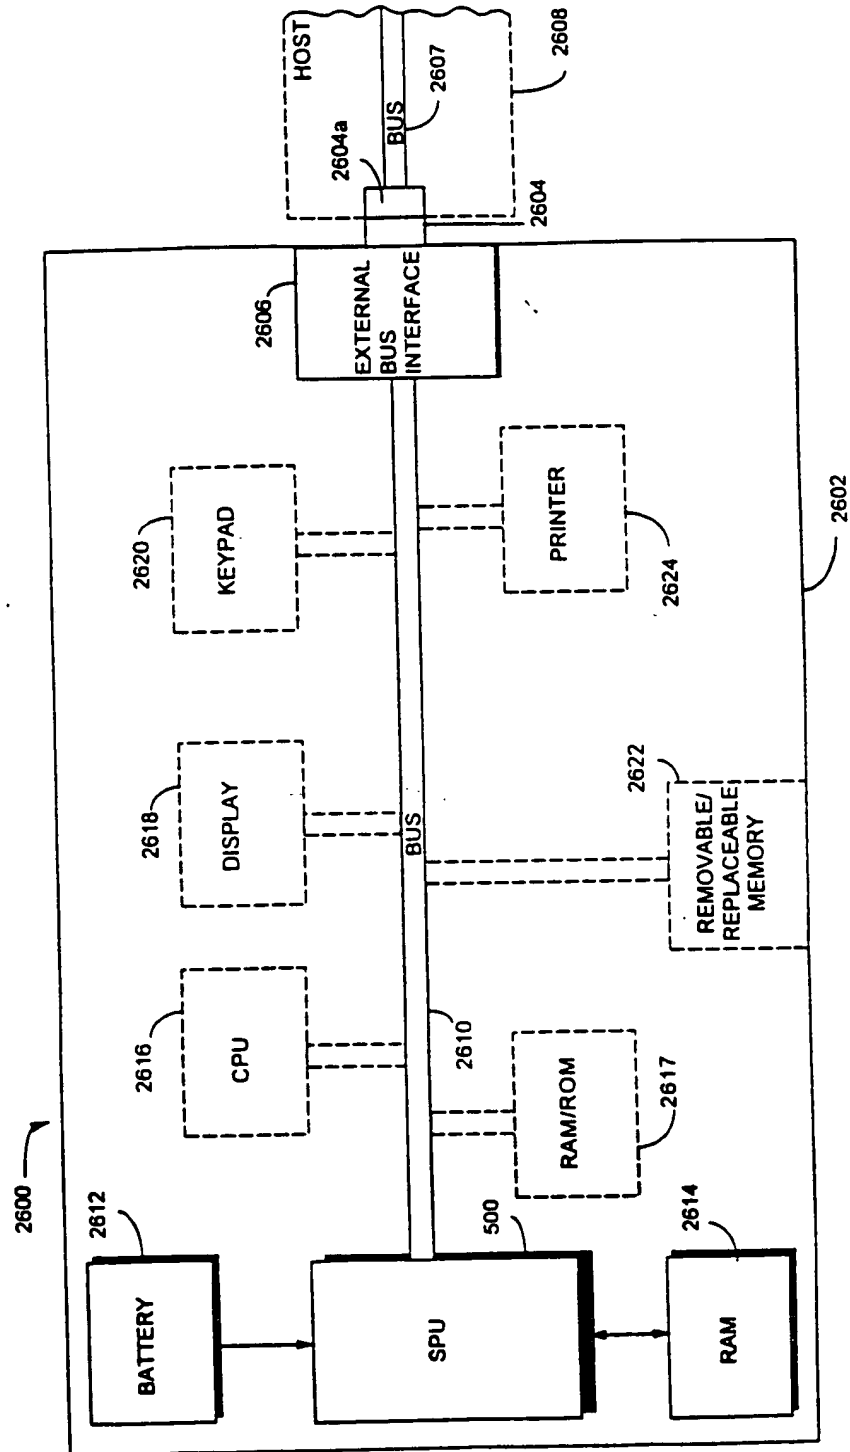 2600
BATTERY
2612
SPU
500
RAM
2614
CPU
2616
RAM/ROM
2617
2610
DISPLAY
2618
BUS
REMOVABLE/
REPLACEABLE
MEMORY
2622
KEYPAD
2620
PRINTER
2624
2602
EXTERNAL
BUS
INTERFACE
2606
2604
2604a
HOST
BUS
2607
2608